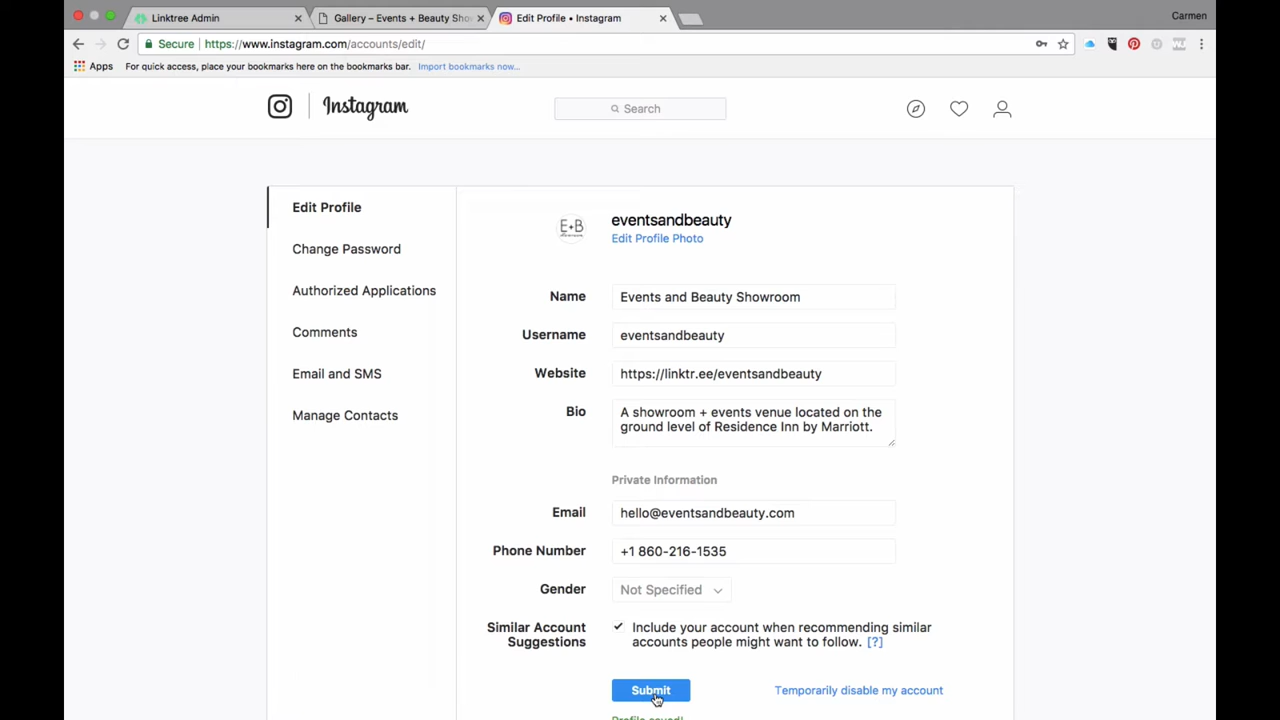 Linktree Admin
Gallery – Events + Beauty Sho
Edit Profile • Instagram
Carmen
Secure
https://www.instagram.com/accounts/edit/
Apps
For quick access, place your bookmarks here on the bookmarks bar.
Import bookmarks now...
Instagram
Search
Edit Profile
Change Password
Authorized Applications
Comments
Email and SMS
Manage Contacts
E+B
eventsandbeauty
Edit Profile Photo
Name
Events and Beauty Showroom
Username
eventsandbeauty
Website
https://linktr.ee/eventsandbeauty
Bio
A showroom + events venue located on the
ground level of Residence Inn by Marriott.
Private Information
Email
hello@eventsandbeauty.com
Phone Number
+1 860-216-1535
Gender
Not Specified
Similar Account
Suggestions
Include your account when recommending similar
accounts people might want to follow. [?]
Submit
Temporarily disable my account
Profile saved!